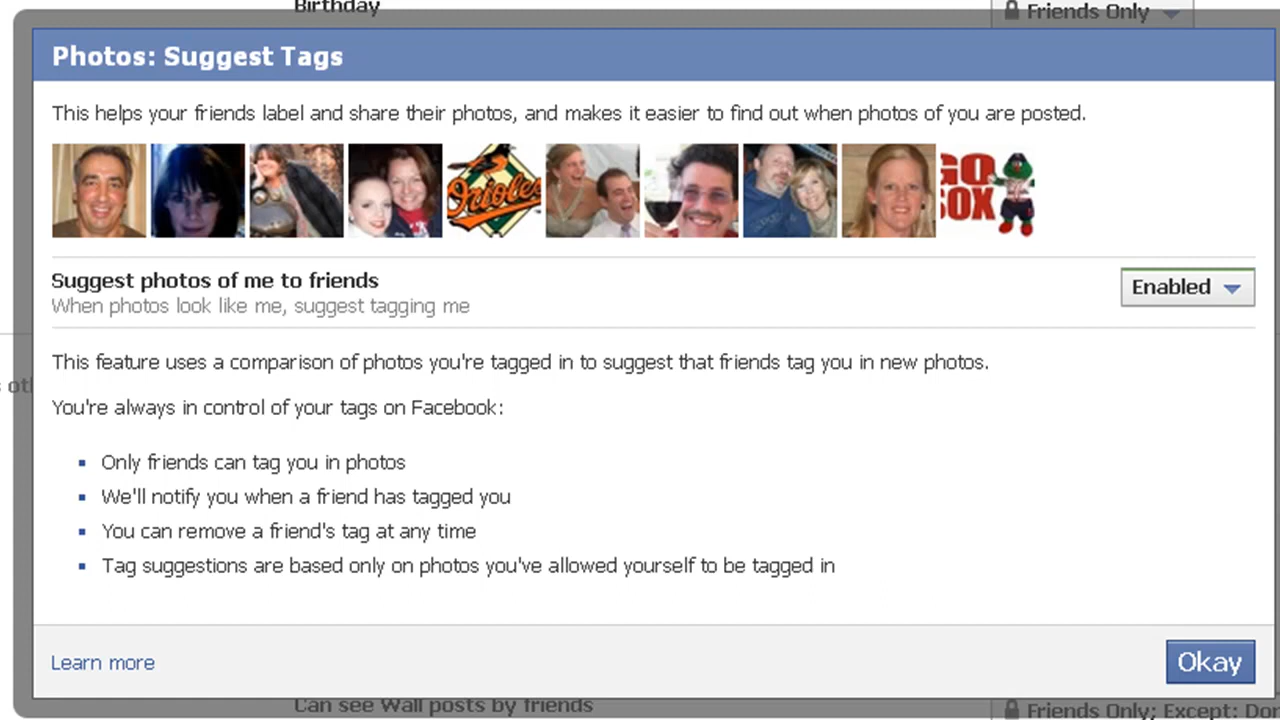 Birthday
Friends Only
Photos: Suggest Tags
This helps your friends label and share their photos, and makes it easier to find out when photos of you are posted.
Orioles
GO
SOX
Suggest photos of me to friends
Enabled
When photos look like me, suggest tagging me
This feature uses a comparison of photos you're tagged in to suggest that friends tag you in new photos.
You're always in control of your tags on Facebook:
Only friends can tag you in photos
We'll notify you when a friend has tagged you
You can remove a friend's tag at any time
Tag suggestions are based only on photos you've allowed yourself to be tagged in
Learn more
Okay
Can see Wall posts by friends
Friends Only; Except: Dor